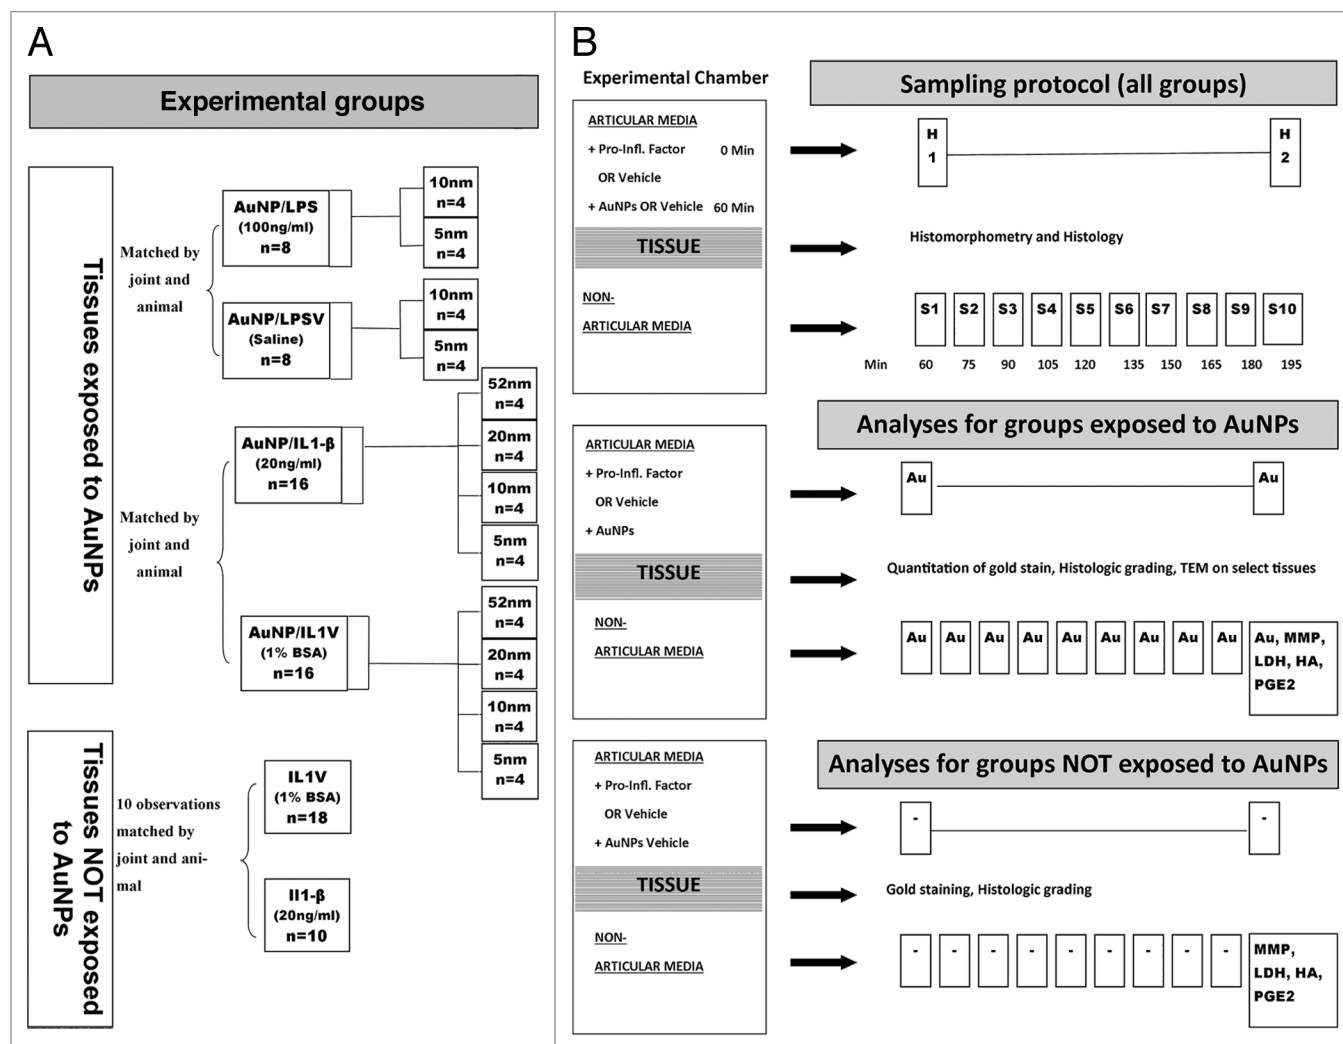 A
Experimental groups
Tissues exposed to AuNPs
Matched by
joint and
animal
AuNP/LPS
(100ng/ml)
n=8
10nm
n=4
5nm
n=4
AuNP/LPSV
(Saline)
n=8
10nm
n=4
5nm
n=4
Matched by
joint and
animal
AuNP/IL1-β
(20ng/ml)
n=16
52nm
n=4
20nm
n=4
10nm
n=4
5nm
n=4
AuNP/IL1V
(1% BSA)
n=16
52nm
n=4
20nm
n=4
10nm
n=4
5nm
n=4
Tissues NOT exposed
to AuNPs
10 observations
matched by
joint and ani-
mal
IL1V
(1% BSA)
n=18
Il1-β
(20ng/ml)
n=10
B
Experimental Chamber
Sampling protocol (all groups)
ARTICULAR MEDIA
+ Pro-Infl. Factor 0 Min
OR Vehicle
+ AuNPs OR Vehicle 60 Min
TISSUE
NON-
ARTICULAR MEDIA
H
1
H
2
Histomorphometry and Histology
S1 S2 S3 S4 S5 S6 S7 S8 S9 S10
Min 60 75 90 105 120 135 150 165 180 195
Analyses for groups exposed to AuNPs
ARTICULAR MEDIA
+ Pro-Infl. Factor
OR Vehicle
+ AuNPs
TISSUE
NON-
ARTICULAR MEDIA
Au Au
Quantitation of gold stain, Histologic grading, TEM on select tissues
Au Au Au Au Au Au Au Au Au
Au, MMP,
LDH, HA,
PGE2
Analyses for groups NOT exposed to AuNPs
ARTICULAR MEDIA
+ Pro-Infl. Factor
OR Vehicle
+ AuNPs Vehicle
TISSUE
NON-
ARTICULAR MEDIA
- -
Gold staining, Histologic grading
- - - - - - - - -
MMP,
LDH, HA,
PGE2